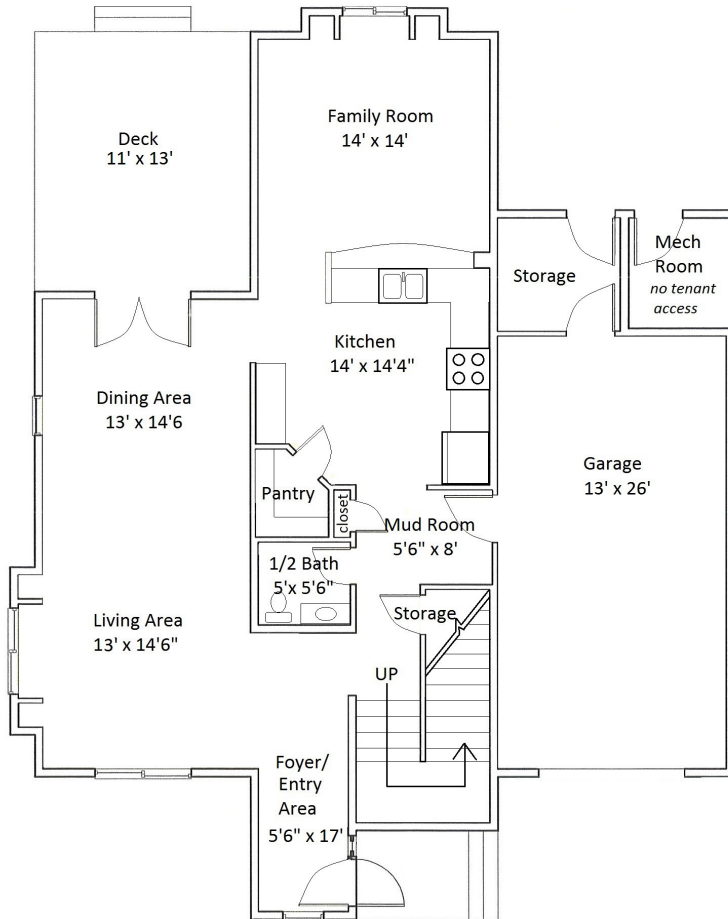 Deck
11' x 13'
Family Room
14' x 14'
Storage
Mech
Room
no tenant
access
Kitchen
14' x 14'4"
Dining Area
13' x 14'6
Garage
13' x 26'
Pantry
closet
Mud Room
5'6" x 8'
1/2 Bath
5'x 5'6"
Storage
Living Area
13' x 14'6"
UP
Foyer/
Entry
Area
5'6" x 17'